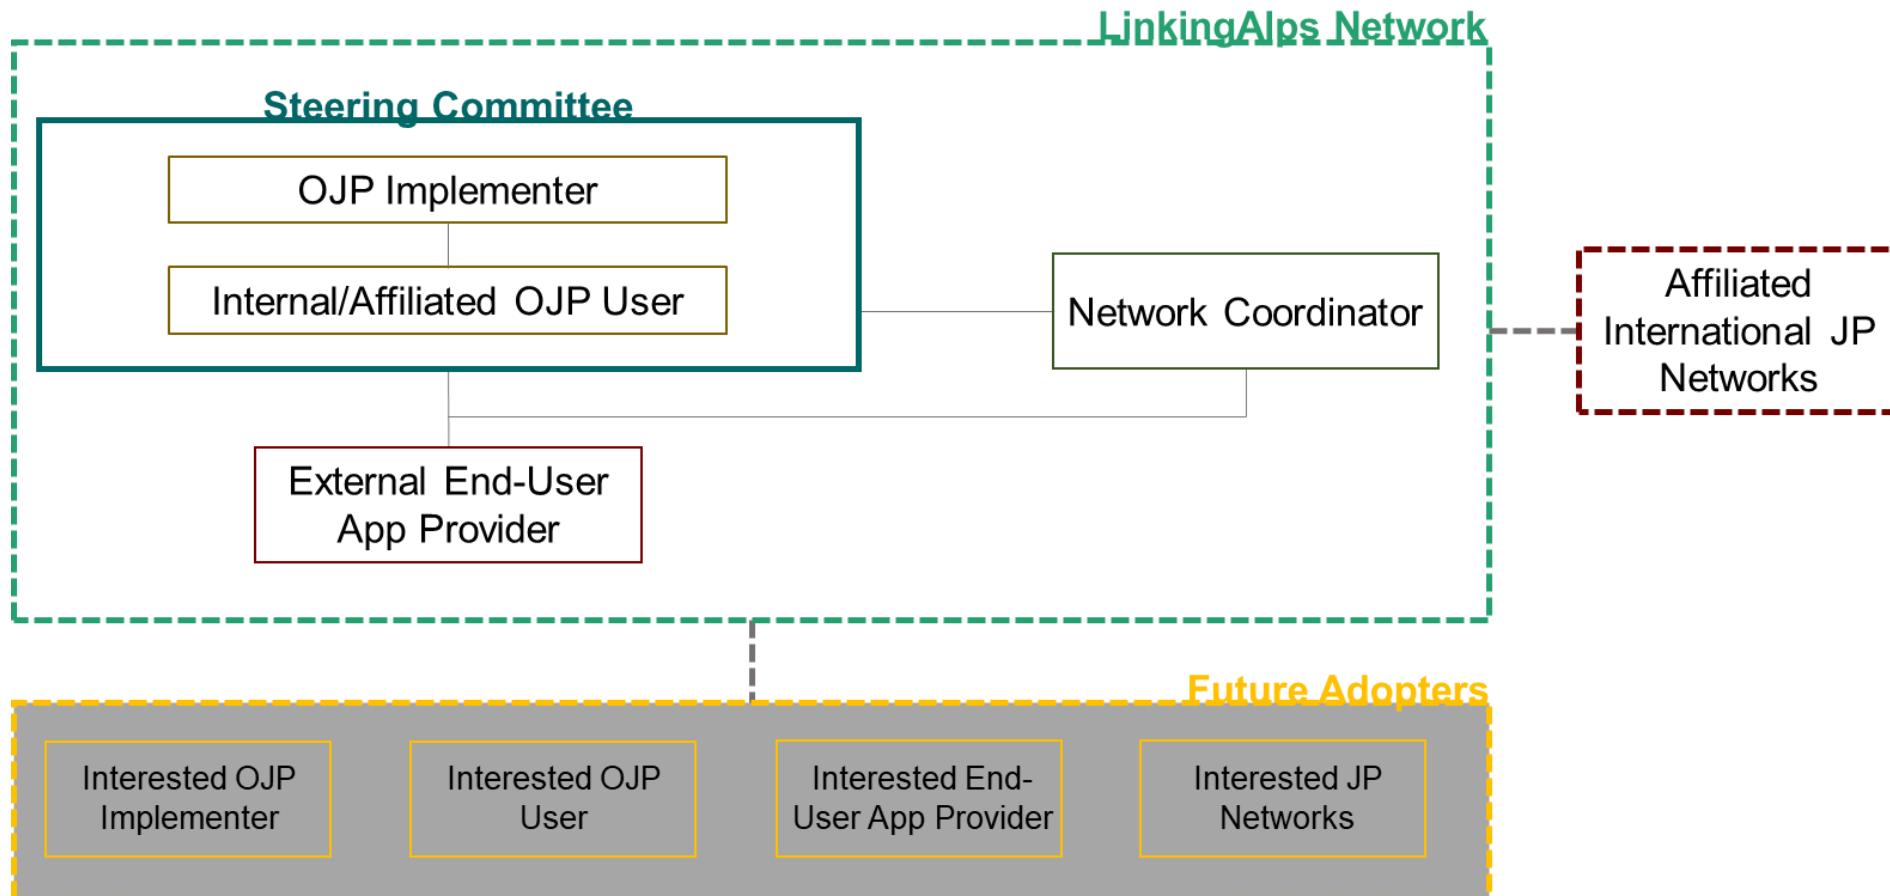 LinkingAlps Network
Steering Committee
OJP Implementer
Internal/Affiliated OJP User
Network Coordinator
Affiliated
International JP
Networks
External End-User
App Provider
Future Adopters
Interested OJP
Implementer
Interested OJP
User
Interested End-
User App Provider
Interested JP
Networks